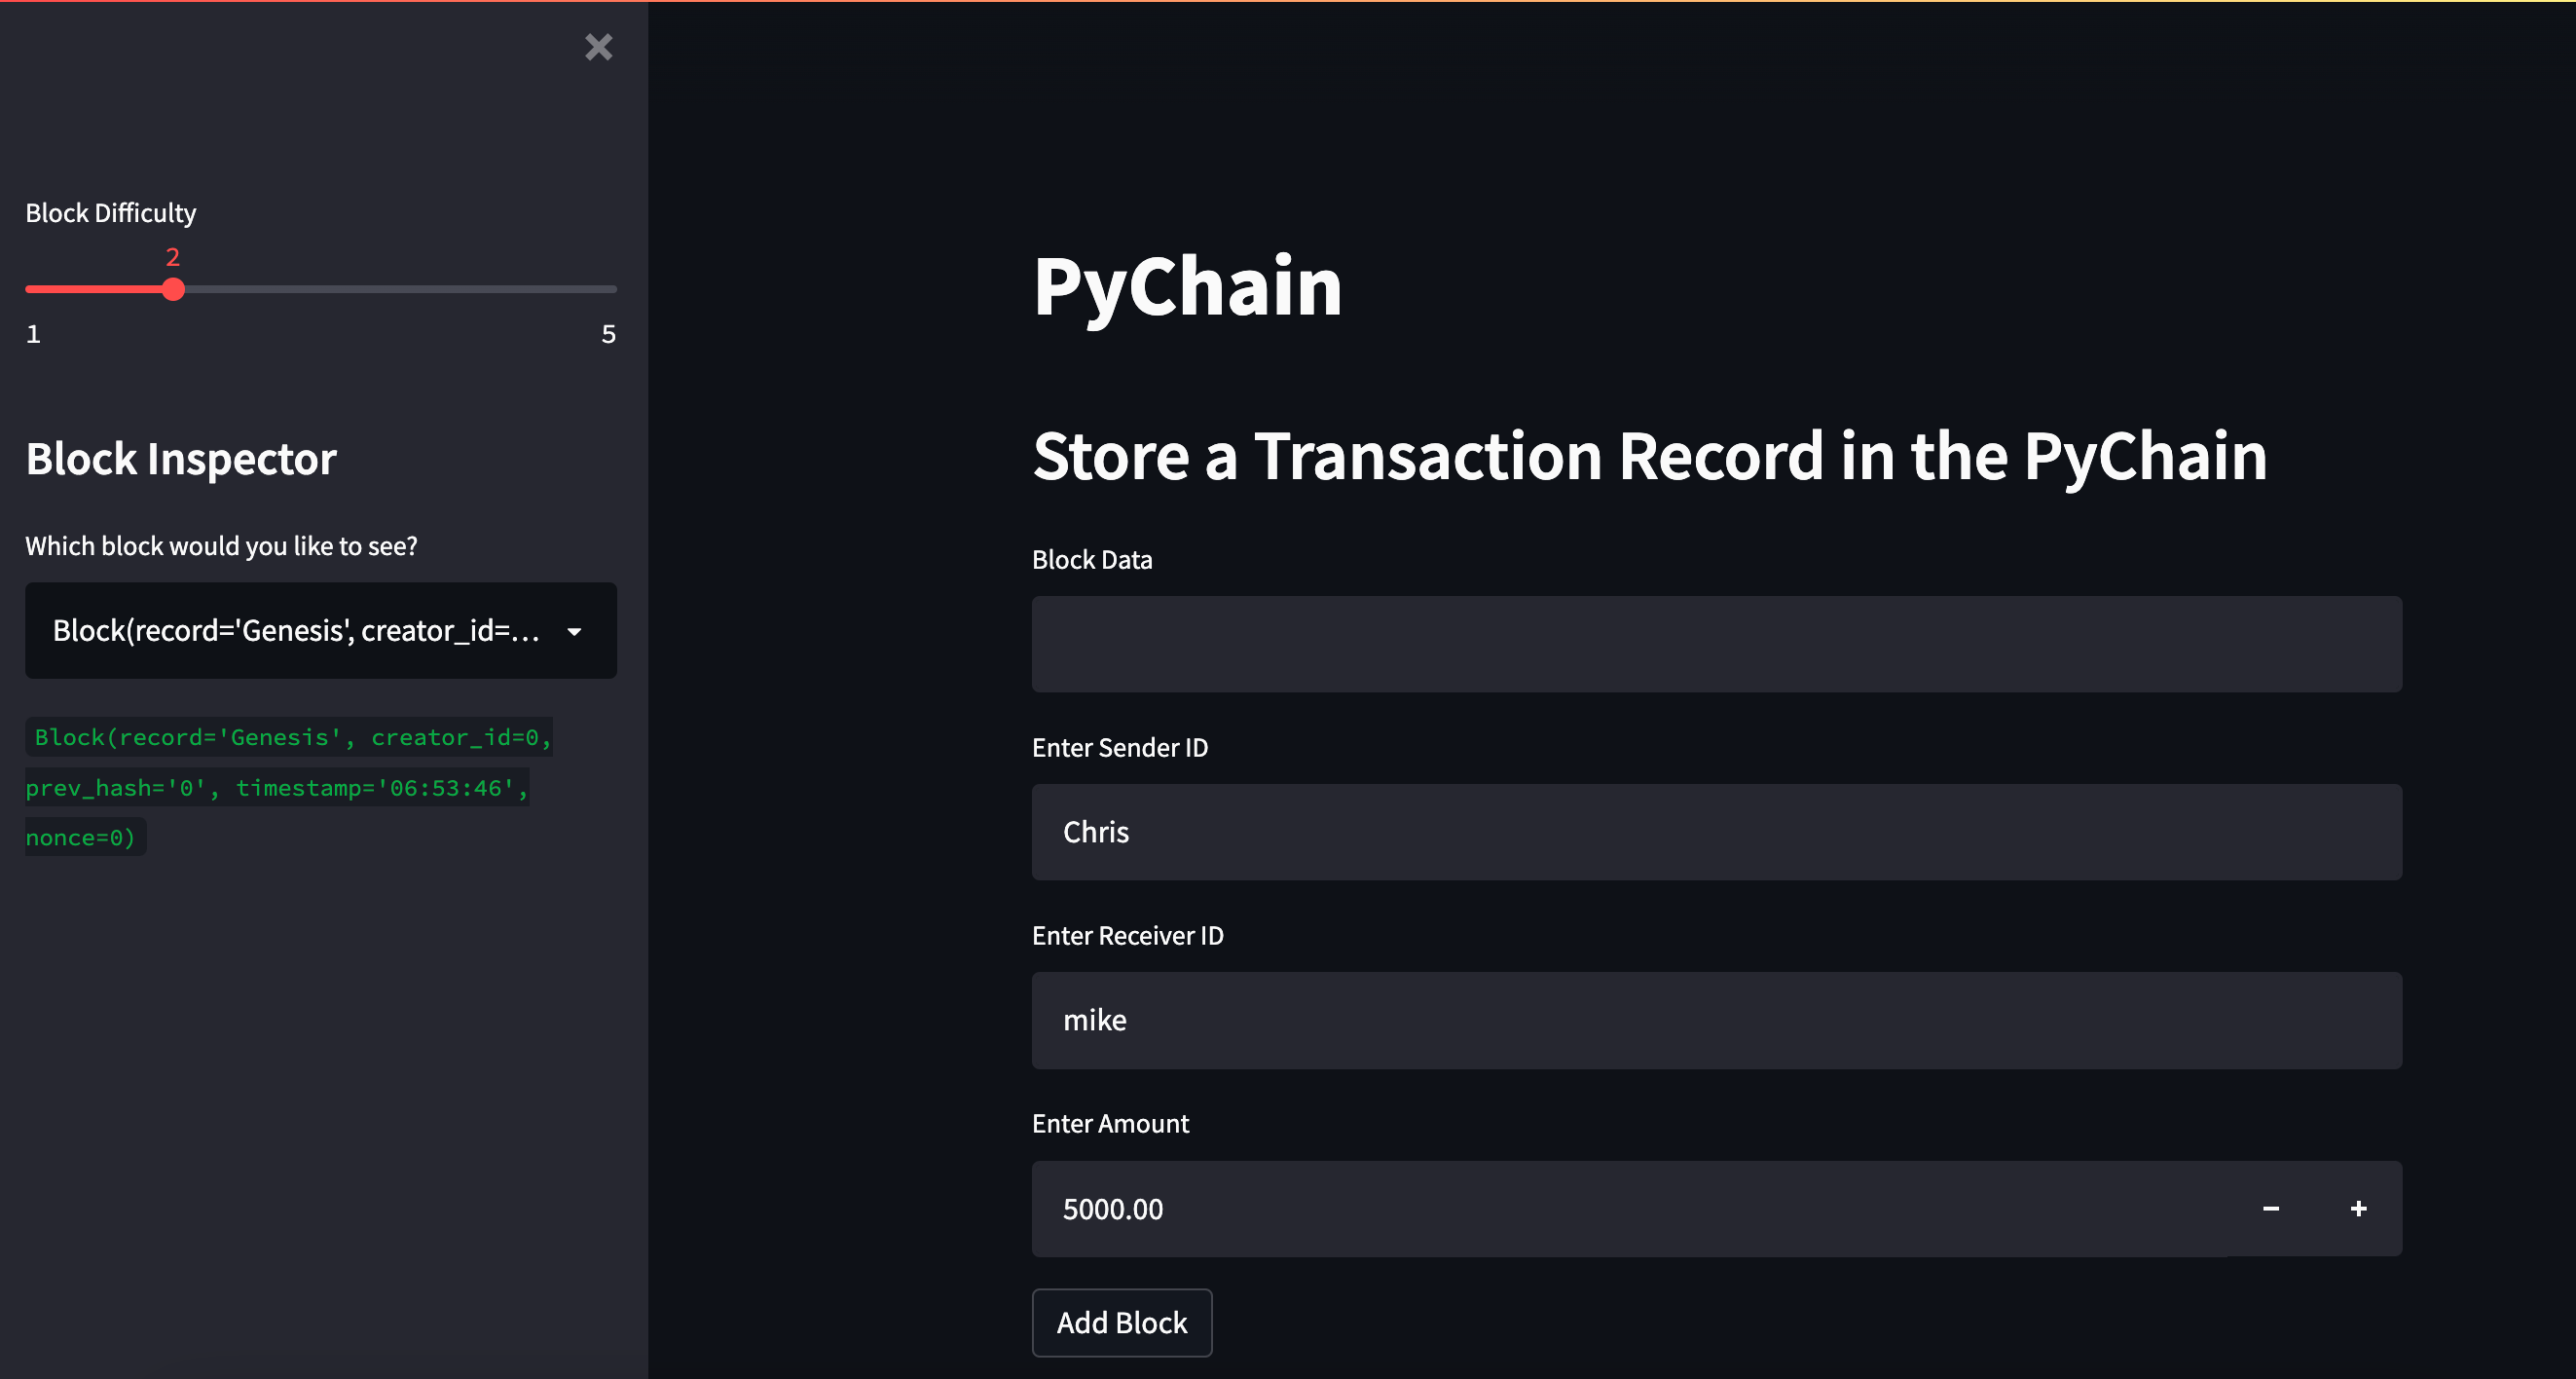 Block Difficulty
2
1 5
Block Inspector
Which block would you like to see?
Block(record='Genesis', creator_id=...
Block(record='Genesis', creator_id=0,
prev_hash='0', timestamp='06:53:46',
nonce=0)
PyChain
Store a Transaction Record in the PyChain
Block Data
Enter Sender ID
Chris
Enter Receiver ID
mike
Enter Amount
5000.00 − +
Add Block